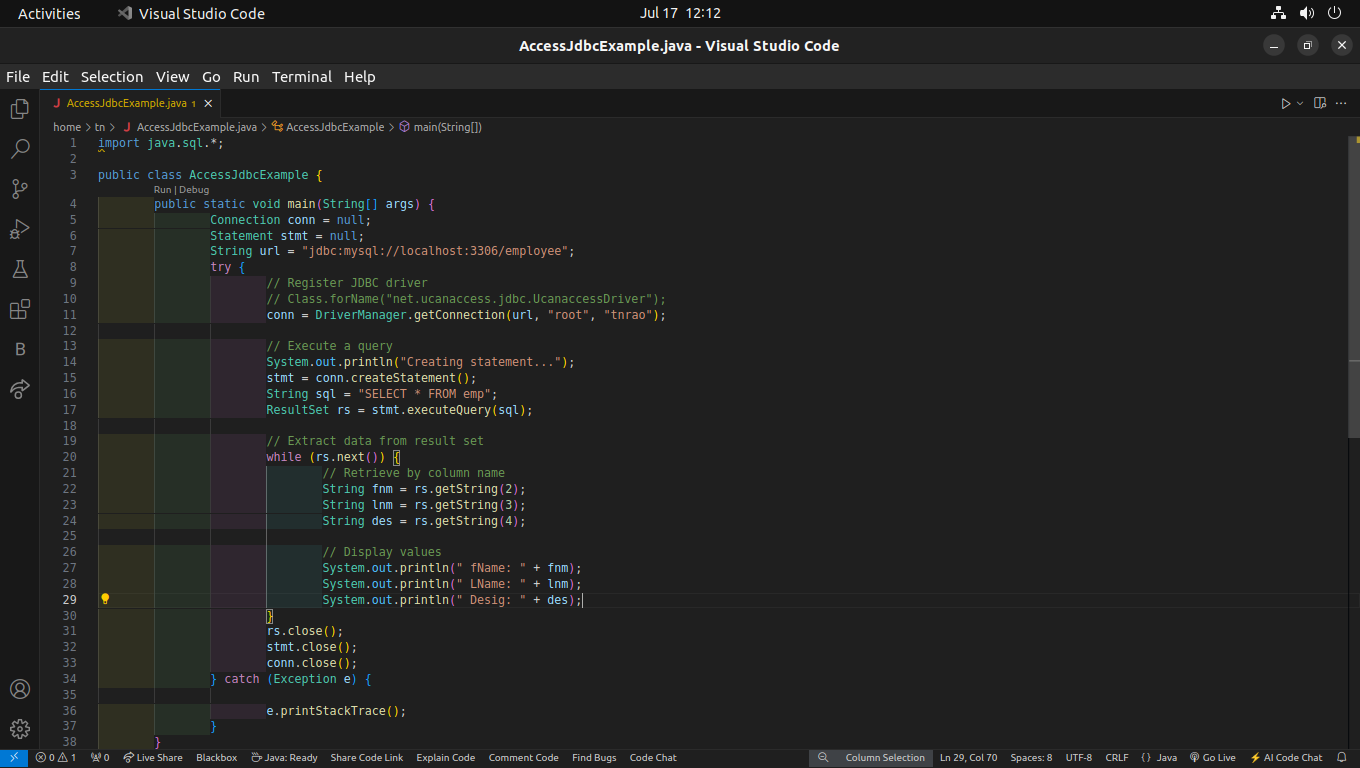 Activities Visual Studio Code Jul 17 12:12
AccessJdbcExample.java - Visual Studio Code
File Edit Selection View Go Run Terminal Help
AccessJdbcExample.java 1
home > tn > AccessJdbcExample.java > AccessJdbcExample > main(String[])
1 import java.sql.*;
2
3 public class AccessJdbcExample {
Run | Debug
4 public static void main(String[] args) {
5 Connection conn = null;
6 Statement stmt = null;
7 String url = "jdbc:mysql://localhost:3306/employee";
8 try {
9 // Register JDBC driver
10 // Class.forName("net.ucanaccess.jdbc.UcanaccessDriver");
11 conn = DriverManager.getConnection(url, "root", "tnrao");
12
13 // Execute a query
14 System.out.println("Creating statement...");
15 stmt = conn.createStatement();
16 String sql = "SELECT * FROM emp";
17 ResultSet rs = stmt.executeQuery(sql);
18
19 // Extract data from result set
20 while (rs.next()) {
21 // Retrieve by column name
22 String fnm = rs.getString(2);
23 String lnm = rs.getString(3);
24 String des = rs.getString(4);
25
26 // Display values
27 System.out.println(" fName: " + fnm);
28 System.out.println(" LName: " + lnm);
29 System.out.println(" Desig: " + des);
30 }
31 rs.close();
32 stmt.close();
33 conn.close();
34 } catch (Exception e) {
35
36 e.printStackTrace();
37 }
38 }
B
0 1 0 Live Share Blackbox Java: Ready Share Code Link Explain Code Comment Code Find Bugs Code Chat Column Selection Ln 29, Col 70 Spaces: 8 UTF-8 CRLF {} Java Go Live AI Code Chat